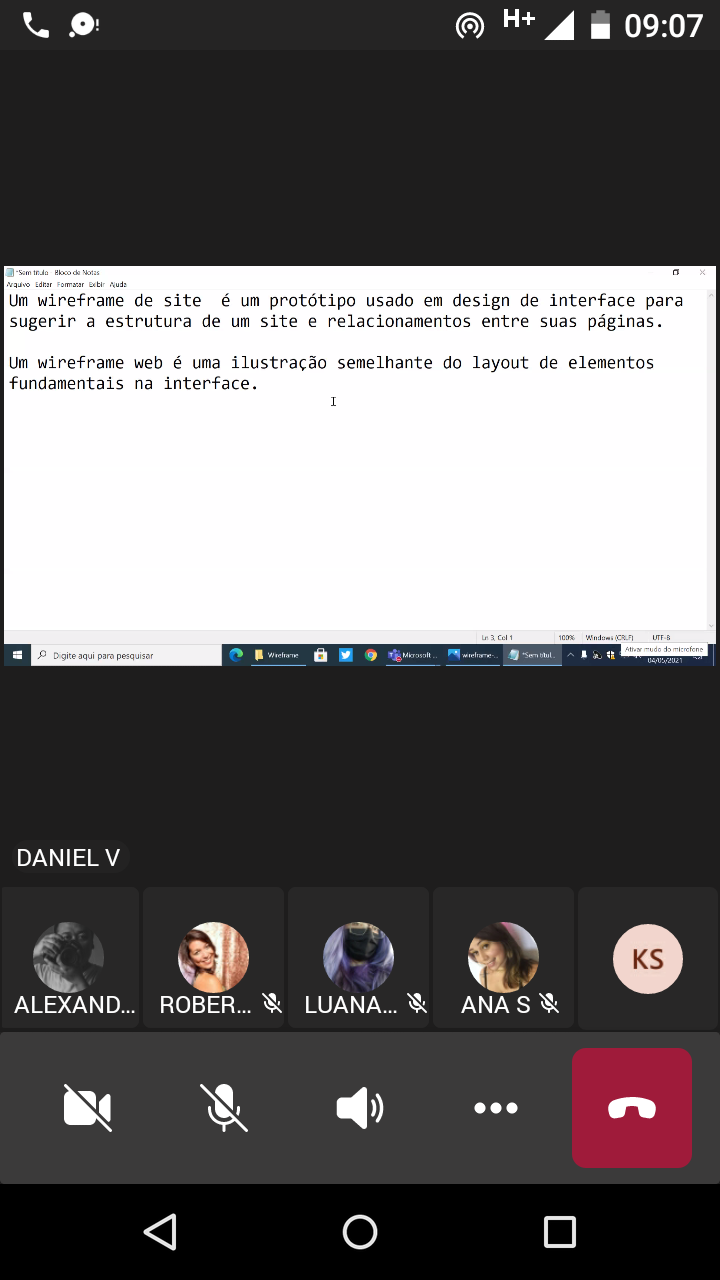 H+ 09:07
*Sem título - Bloco de Notas
Arquivo Editar Formatar Exibir Ajuda
Um wireframe de site  é um protótipo usado em design de interface para
sugerir a estrutura de um site e relacionamentos entre suas páginas.
Um wireframe web é uma ilustração semelhante do layout de elementos
fundamentais na interface.
Ln 3, Col 1 100% Windows (CRLF) UTF-8
Ativar mudo do microfone
Digite aqui para pesquisar Wireframe Microsoft ... wireframe-... *Sem títul...
04/05/2021
DANIEL V
KS
ALEXAND... ROBER... LUANA... ANA S